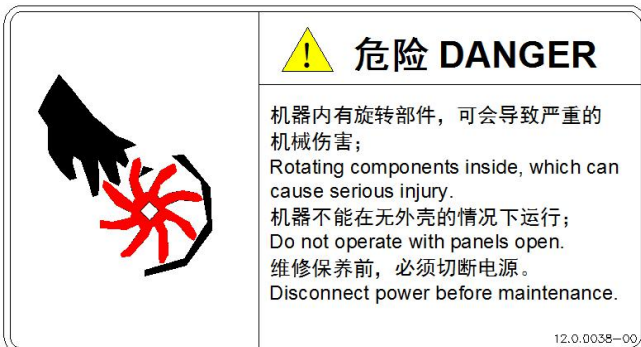 危险 DANGER
机器内有旋转部件，可会导致严重的
机械伤害；
Rotating components inside, which can
cause serious injury.
机器不能在无外壳的情况下运行；
Do not operate with panels open.
维修保养前，必须切断电源。
Disconnect power before maintenance.
12.0.0038-00